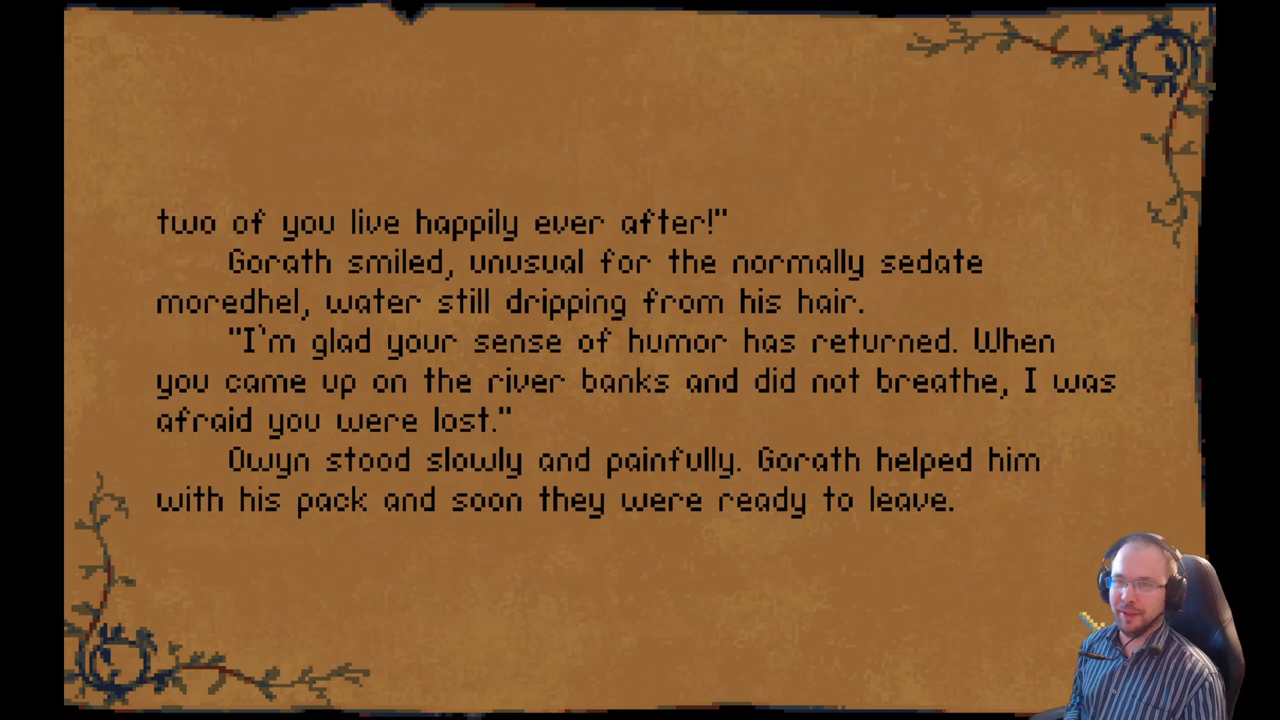 two of you live happily ever after!"
Gorath smiled, unusual for the normally sedate
moredhel, water still dripping from his hair.
"I'm glad your sense of humor has returned. When
you came up on the river banks and did not breathe, I was
afraid you were lost."
Owyn stood slowly and painfully. Gorath helped him
with his pack and soon they were ready to leave.